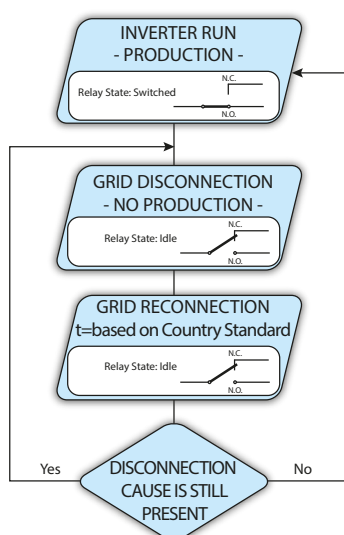 INVERTER RUN
- PRODUCTION -
N.C.
Relay State: Switched
N.O.
GRID DISCONNECTION
- NO PRODUCTION -
N.C.
Relay State: Idle
N.O.
GRID RECONNECTION
t=based on Country Standard
N.C.
Relay State: Idle
N.O.
Yes
DISCONNECTION
No
CAUSE IS STILL
PRESENT